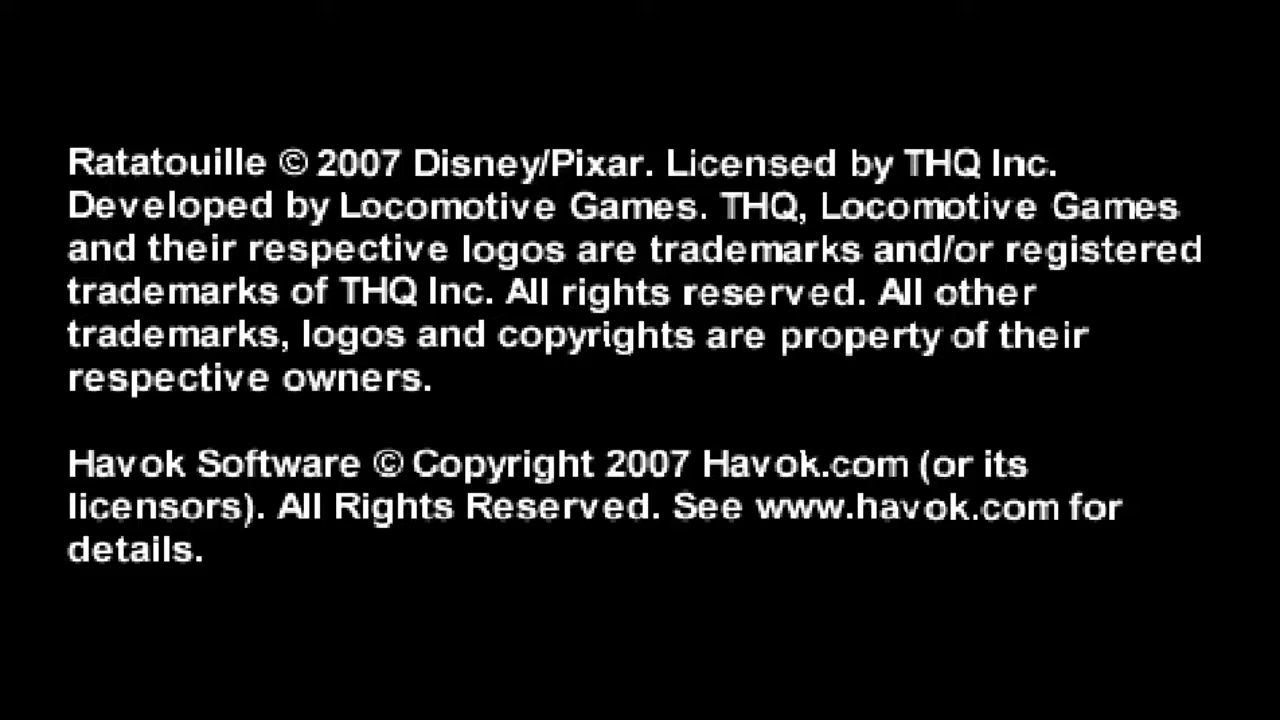 Ratatouille © 2007 Disney/Pixar. Licensed by THQ Inc.
Developed by Locomotive Games. THQ, Locomotive Games
and their respective logos are trademarks and/or registered
trademarks of THQ Inc. All rights reserved. All other
trademarks, logos and copyrights are property of their
respective owners.
Havok Software © Copyright 2007 Havok.com (or its
licensors). All Rights Reserved. See www.havok.com for
details.